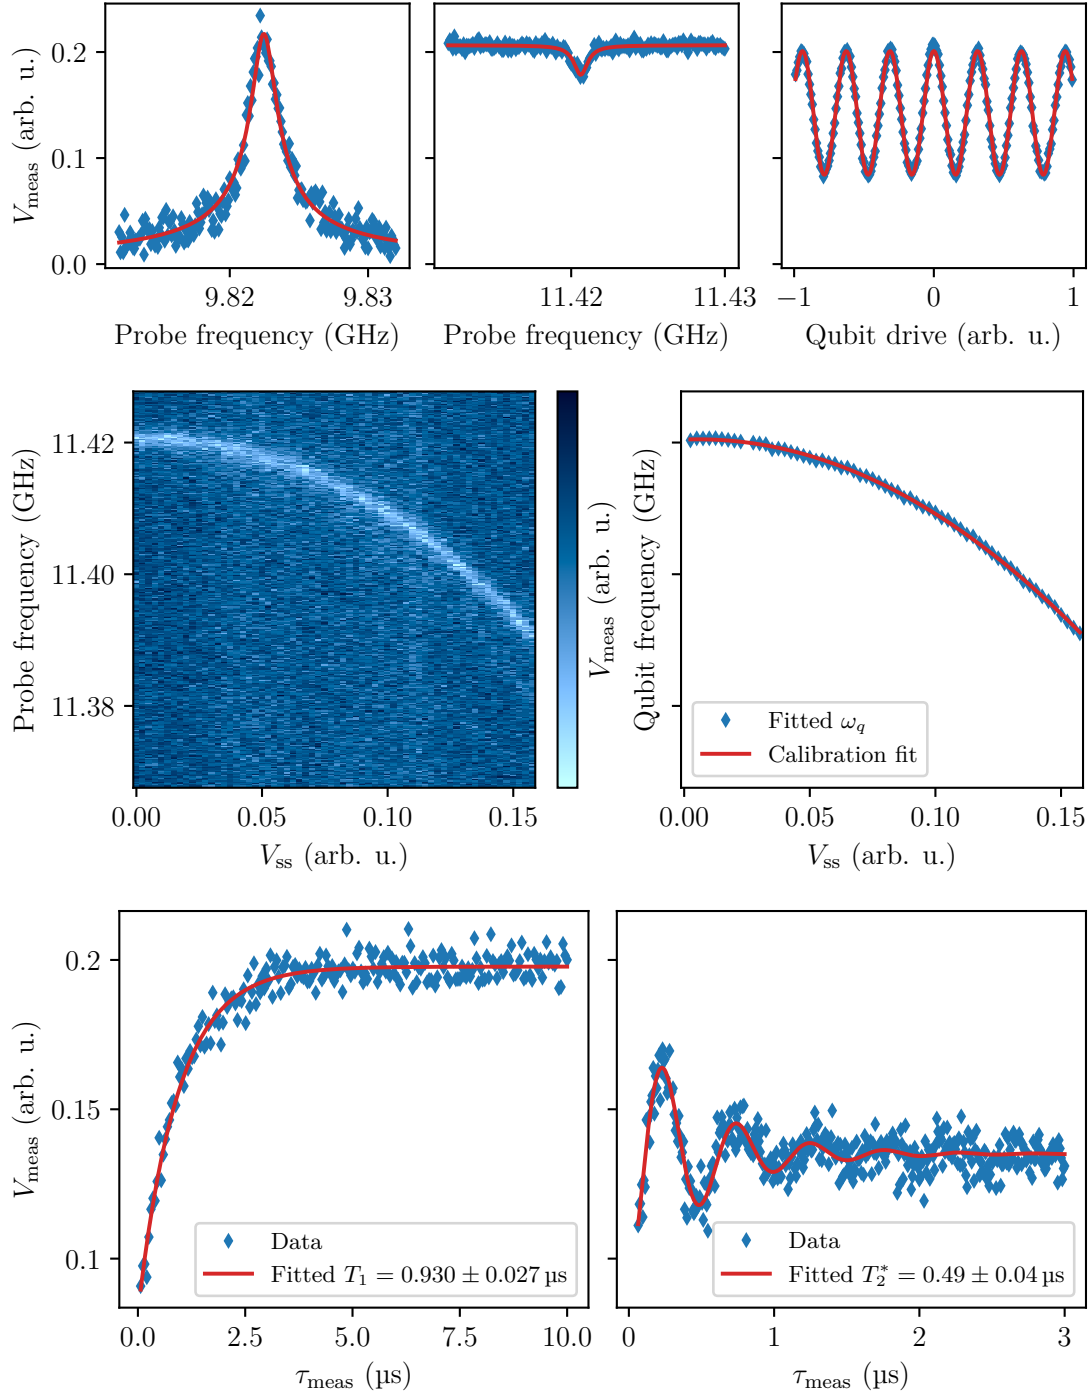 0.2
0.1
0.0
V_meas (arb. u.)
9.82
9.83
Probe frequency (GHz)
11.42
11.43
Probe frequency (GHz)
−1
0
1
Qubit drive (arb. u.)
11.42
11.40
11.38
Probe frequency (GHz)
0.00
0.05
0.10
0.15
V_ss (arb. u.)
V_meas (arb. u.)
Qubit frequency (GHz)
Fitted ω_q
Calibration fit
0.00
0.05
0.10
0.15
V_ss (arb. u.)
0.2
0.15
0.1
V_meas (arb. u.)
Data
Fitted T_1 = 0.930 ± 0.027 µs
0.0
2.5
5.0
7.5
10.0
τ_meas (µs)
Data
Fitted T_2^* = 0.49 ± 0.04 µs
0
1
2
3
τ_meas (µs)